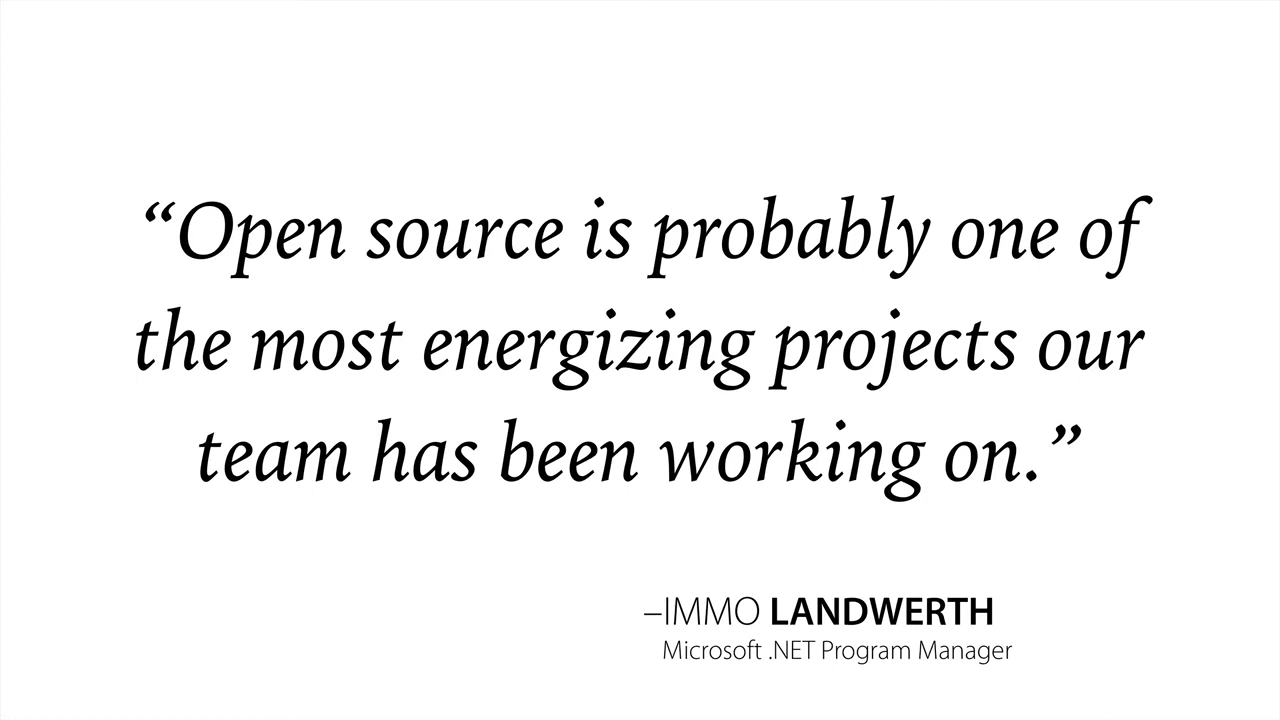 “Open source is probably one of
the most energizing projects our
team has been working on.”
–IMMO LANDWERTH
Microsoft .NET Program Manager